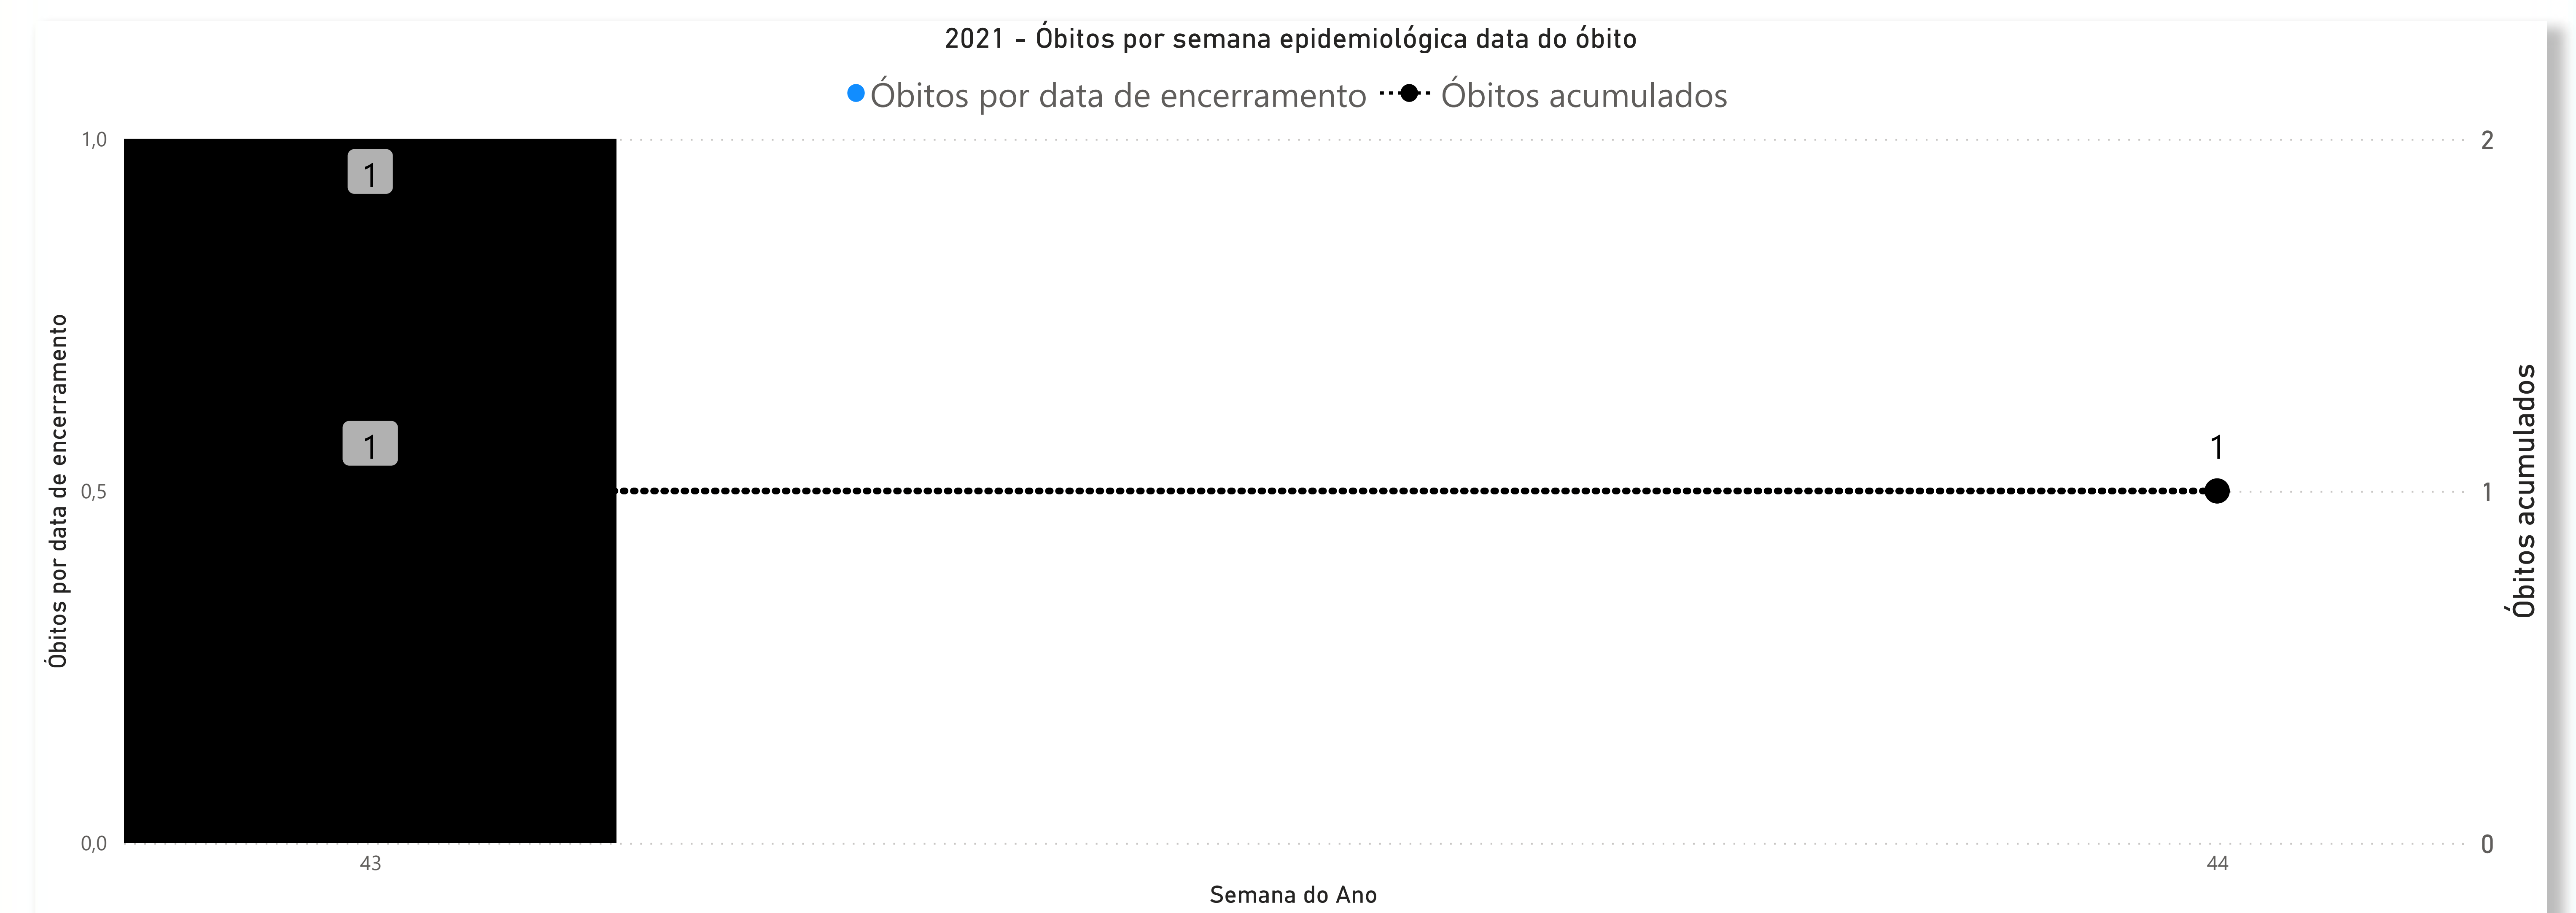 2021 - Óbitos por semana epidemiológica data do óbito
Óbitos por data de encerramento Óbitos acumulados
1,0
0,5
0,0
Óbitos por data de encerramento
1
1
1
2
1
0
Óbitos acumulados
43 44
Semana do Ano